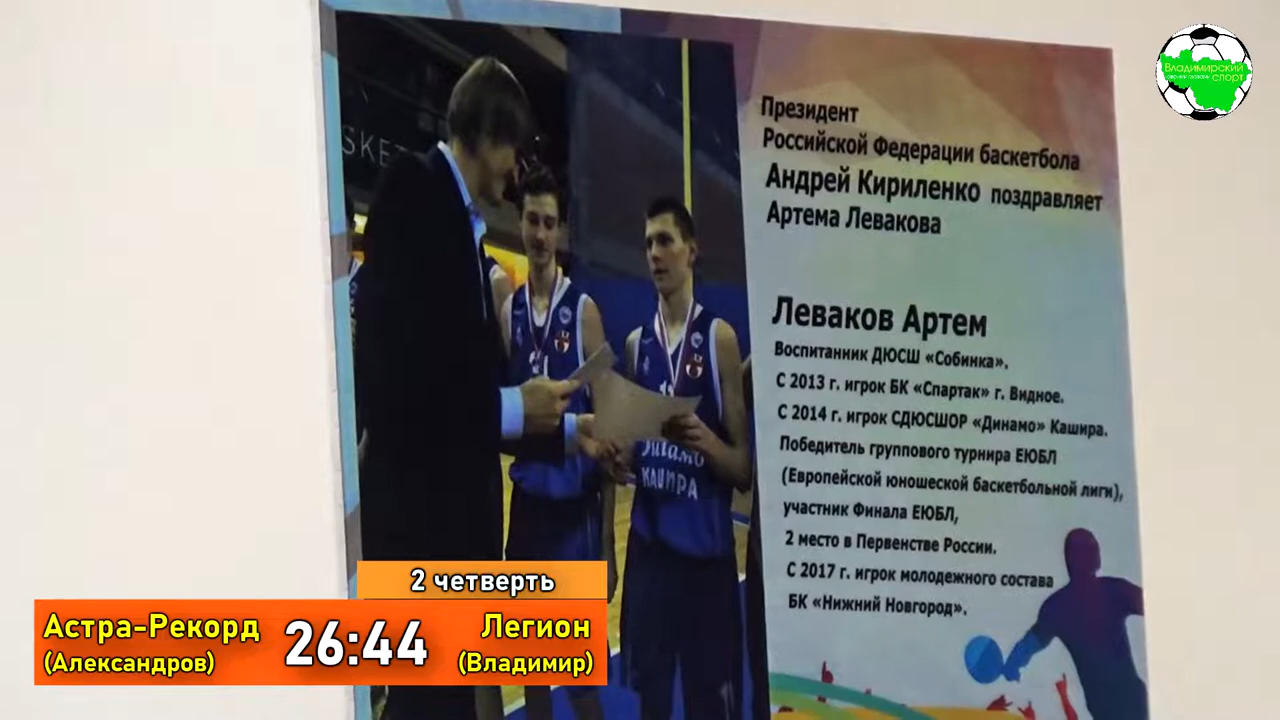 Владимирский
спорт
SKE
Президент
Российской Федерации баскетбола
Андрей Кириленко поздравляет
Артема Левакова
Леваков Артем
Воспитанник ДЮСШ «Собинка».
С 2013 г. игрок БК «Спартак» г. Видное.
С 2014 г. игрок СДЮСШОР «Динамо» Кашира.
Победитель группового турнира ЕЮБЛ
(Европейской юношеской баскетбольной лиги),
участник Финала ЕЮБЛ,
2 место в Первенстве России.
С 2017 г. игрок молодежного состава
БК «Нижний Новгород».
КАШИРА
2 четверть
Астра-Рекорд 26:44 Легион
(Александров) (Владимир)